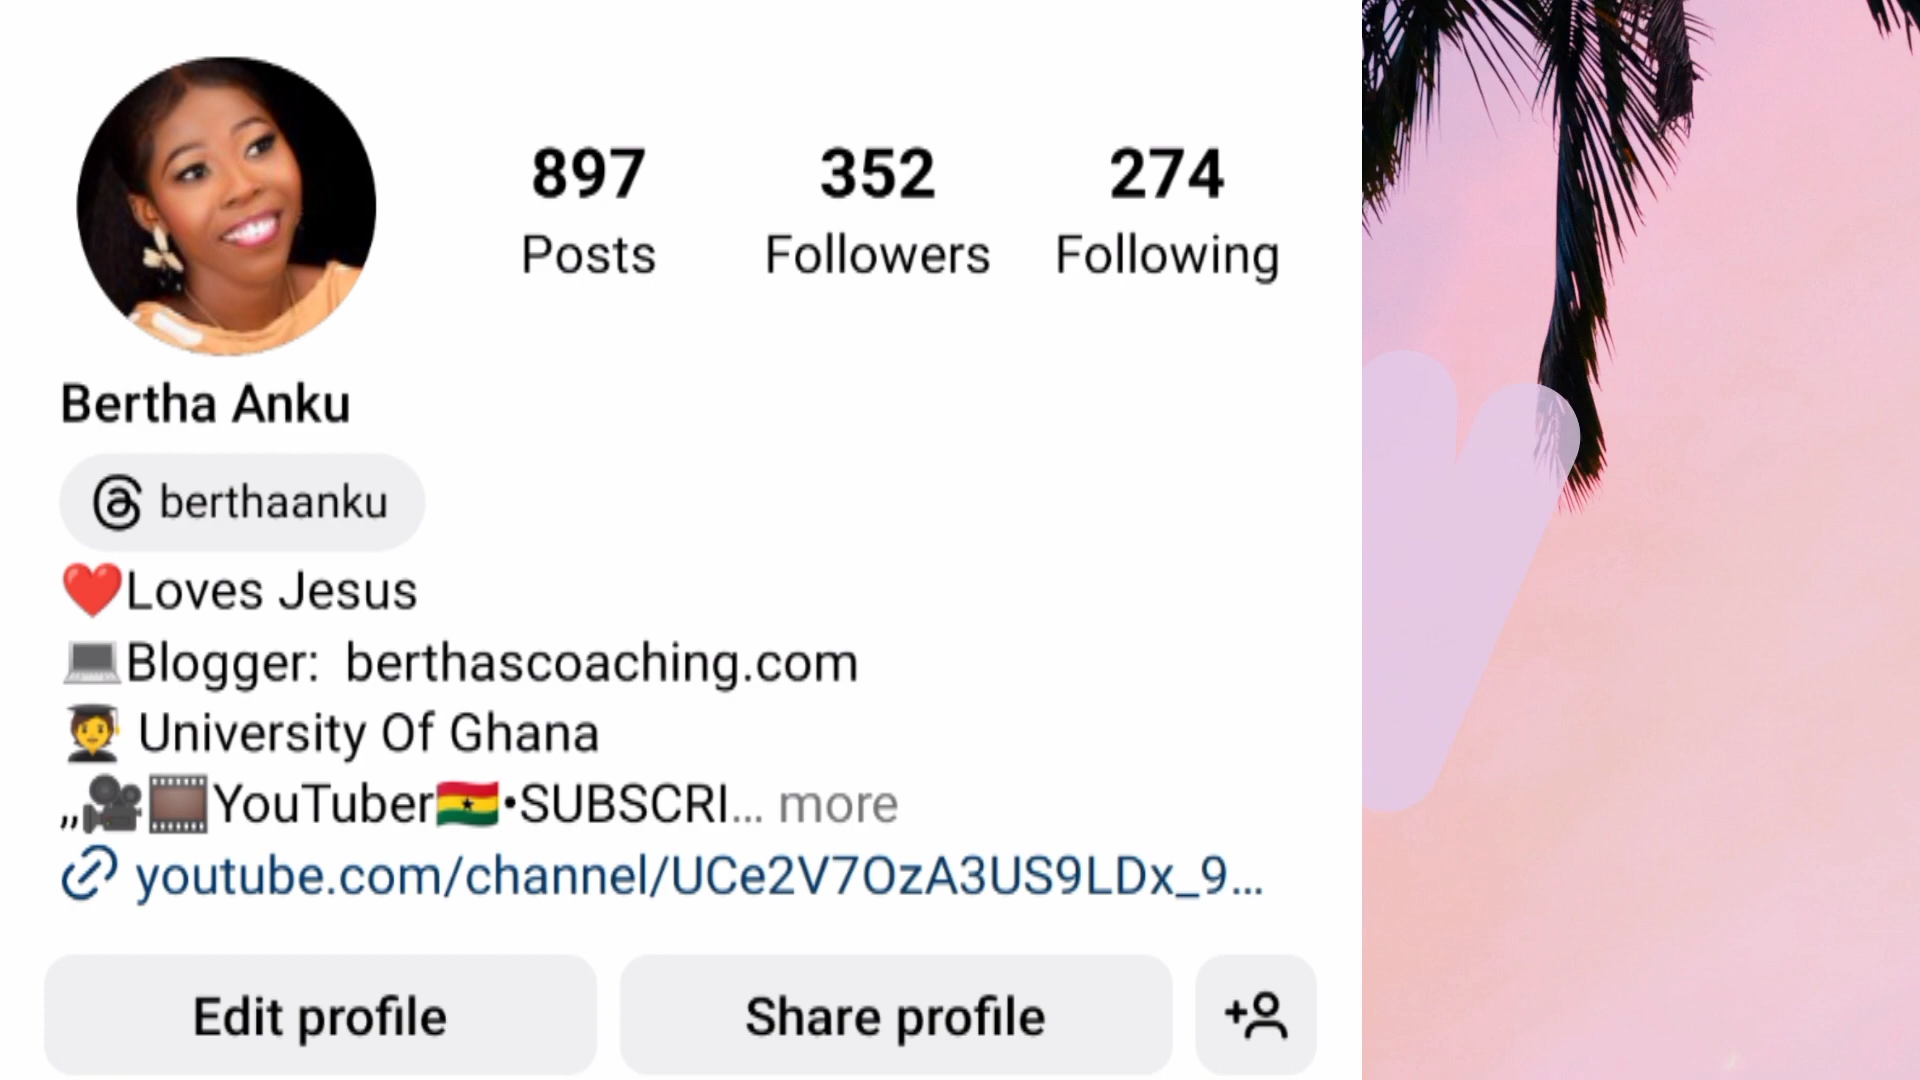 897 352 274
Posts Followers Following
Bertha Anku
berthaanku
❤️Loves Jesus
💻Blogger: berthascoaching.com
🧑‍🎓 University Of Ghana
„🎥🎞️YouTuber🇬🇭•SUBSCRI... more
youtube.com/channel/UCe2V7OzA3US9LDx_9...
Edit profile Share profile